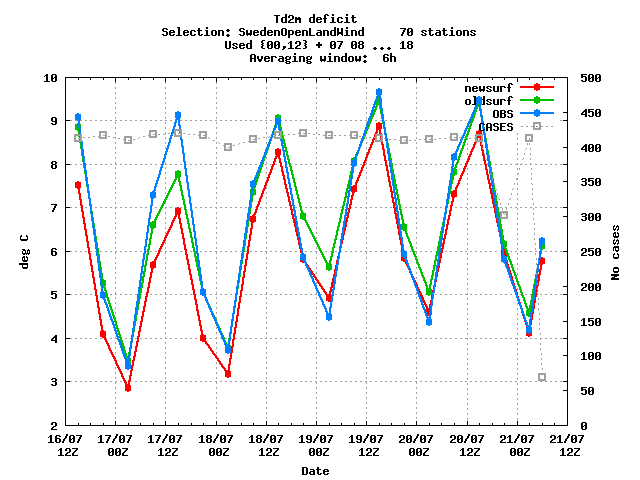 Td2m deficit
Selection: SwedenOpenLandWind     70 stations
Used {00,12} + 07 08 ... 18
Averaging window:  6h
10
9
8
7
6
5
4
3
2
deg C
500
450
400
350
300
250
200
150
100
50
0
No cases
newsurf
oldsurf
OBS
CASES
16/07 17/07 17/07 18/07 18/07 19/07 19/07 20/07 20/07 21/07 21/07
12Z 00Z 12Z 00Z 12Z 00Z 12Z 00Z 12Z 00Z 12Z
Date